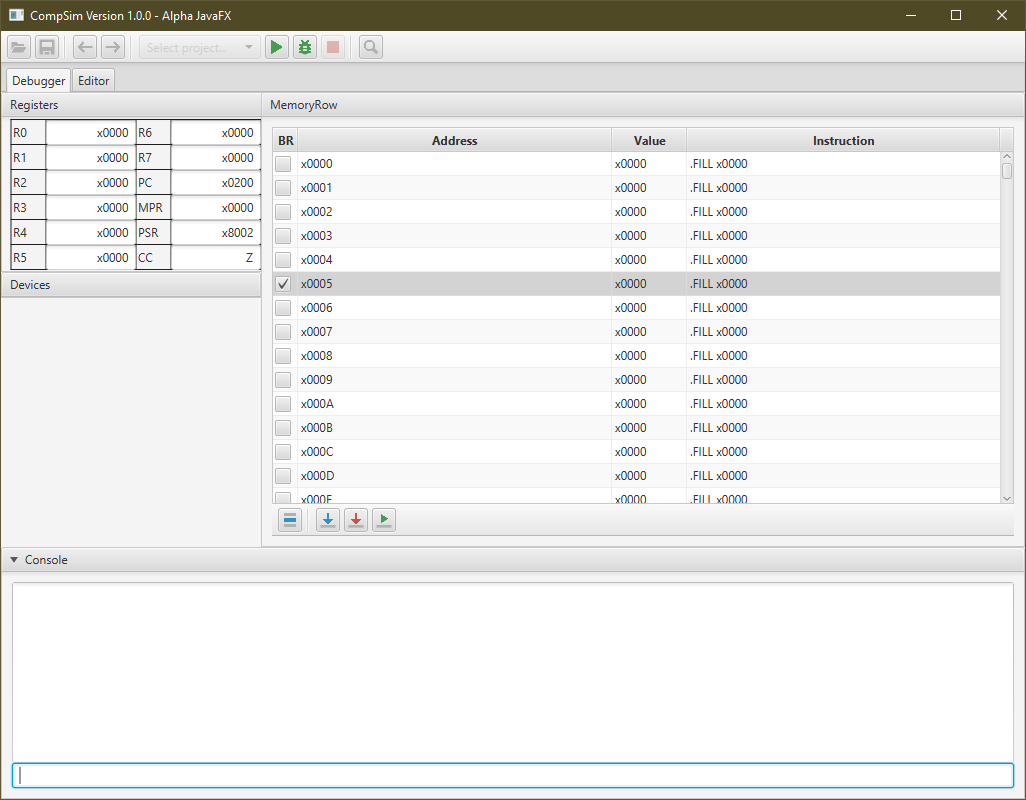 CompSim Version 1.0.0 - Alpha JavaFX
Select project...
Debugger Editor
Registers
R0 x0000 R6 x0000
R1 x0000 R7 x0000
R2 x0000 PC x0200
R3 x0000 MPR x0000
R4 x0000 PSR x8002
R5 x0000 CC Z
Devices
MemoryRow
BR Address Value Instruction
x0000 x0000 .FILL x0000
x0001 x0000 .FILL x0000
x0002 x0000 .FILL x0000
x0003 x0000 .FILL x0000
x0004 x0000 .FILL x0000
x0005 x0000 .FILL x0000
x0006 x0000 .FILL x0000
x0007 x0000 .FILL x0000
x0008 x0000 .FILL x0000
x0009 x0000 .FILL x0000
x000A x0000 .FILL x0000
x000B x0000 .FILL x0000
x000C x0000 .FILL x0000
x000D x0000 .FILL x0000
x000E x0000 .FILL x0000
Console